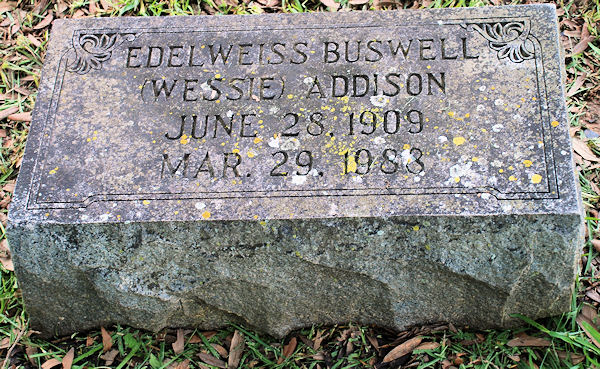 EDELWEISS BUSWELL
(WESSIE) ADDISON
JUNE 28, 1909
MAR. 29. 1988